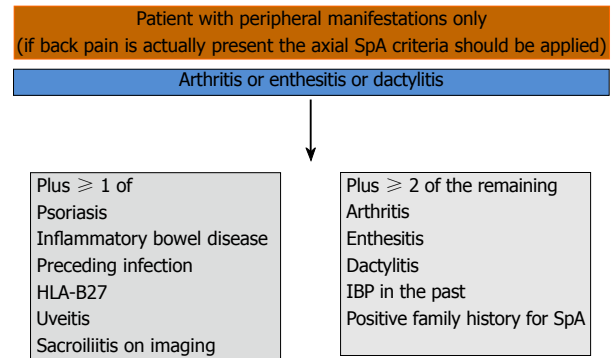 Patient with peripheral manifestations only
(if back pain is actually present the axial SpA criteria should be applied)
Arthritis or enthesitis or dactylitis
Plus ≥ 1 of
Psoriasis
Inflammatory bowel disease
Preceding infection
HLA-B27
Uveitis
Sacroiliitis on imaging
Plus ≥ 2 of the remaining
Arthritis
Enthesitis
Dactylitis
IBP in the past
Positive family history for SpA